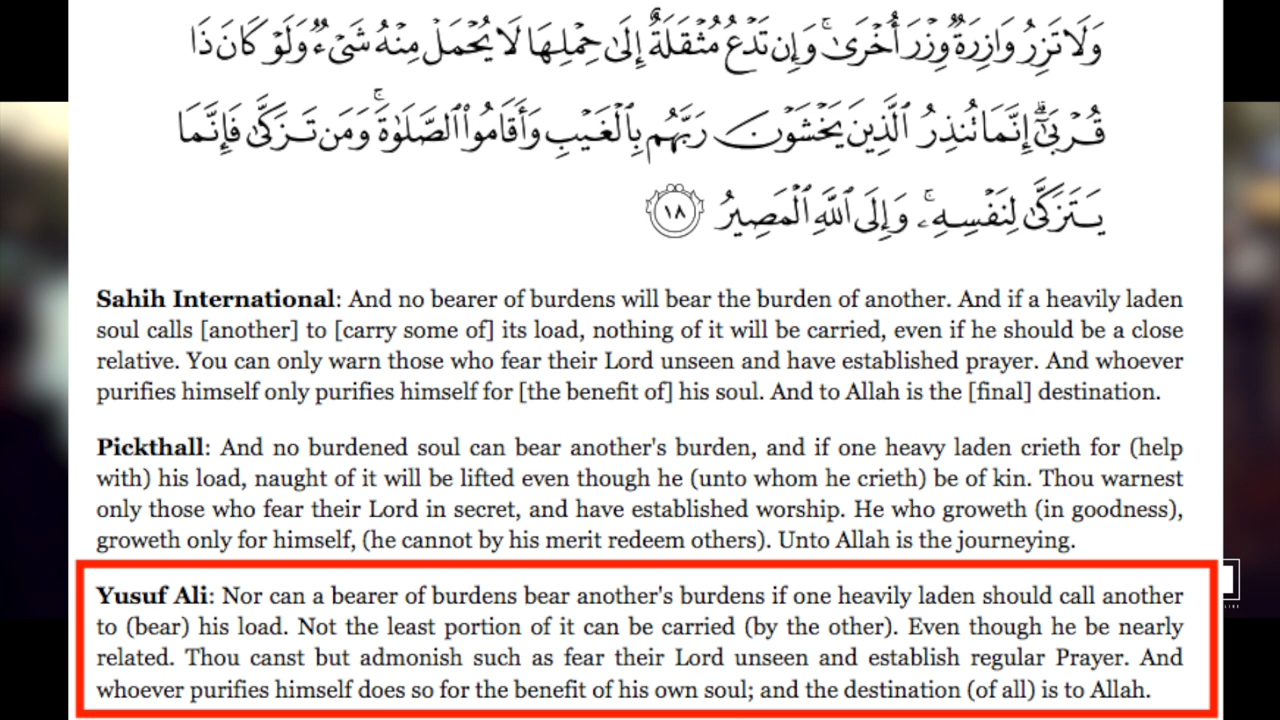 وَلَا تَزِرُ وَازِرَةٌ وِزْرَ أُخْرَىٰ ۚ وَإِن تَدْعُ مُثْقَلَةٌ إِلَىٰ حِمْلِهَا لَا يُحْمَلْ مِنْهُ شَىْءٌ وَلَوْ كَانَ ذَا
قُرْبَىٰٓ ۗ إِنَّمَا تُنذِرُ ٱلَّذِينَ يَخْشَوْنَ رَبَّهُم بِٱلْغَيْبِ وَأَقَامُوا۟ ٱلصَّلَوٰةَ ۚ وَمَن تَزَكَّىٰ فَإِنَّمَا
يَتَزَكَّىٰ لِنَفْسِهِۦ ۚ وَإِلَى ٱللَّهِ ٱلْمَصِيرُ ١٨
Sahih International: And no bearer of burdens will bear the burden of another. And if a heavily laden
soul calls [another] to [carry some of] its load, nothing of it will be carried, even if he should be a close
relative. You can only warn those who fear their Lord unseen and have established prayer. And whoever
purifies himself only purifies himself for [the benefit of] his soul. And to Allah is the [final] destination.
Pickthall: And no burdened soul can bear another's burden, and if one heavy laden crieth for (help
with) his load, naught of it will be lifted even though he (unto whom he crieth) be of kin. Thou warnest
only those who fear their Lord in secret, and have established worship. He who groweth (in goodness),
groweth only for himself, (he cannot by his merit redeem others). Unto Allah is the journeying.
Yusuf Ali: Nor can a bearer of burdens bear another's burdens if one heavily laden should call another
to (bear) his load. Not the least portion of it can be carried (by the other). Even though he be nearly
related. Thou canst but admonish such as fear their Lord unseen and establish regular Prayer. And
whoever purifies himself does so for the benefit of his own soul; and the destination (of all) is to Allah.